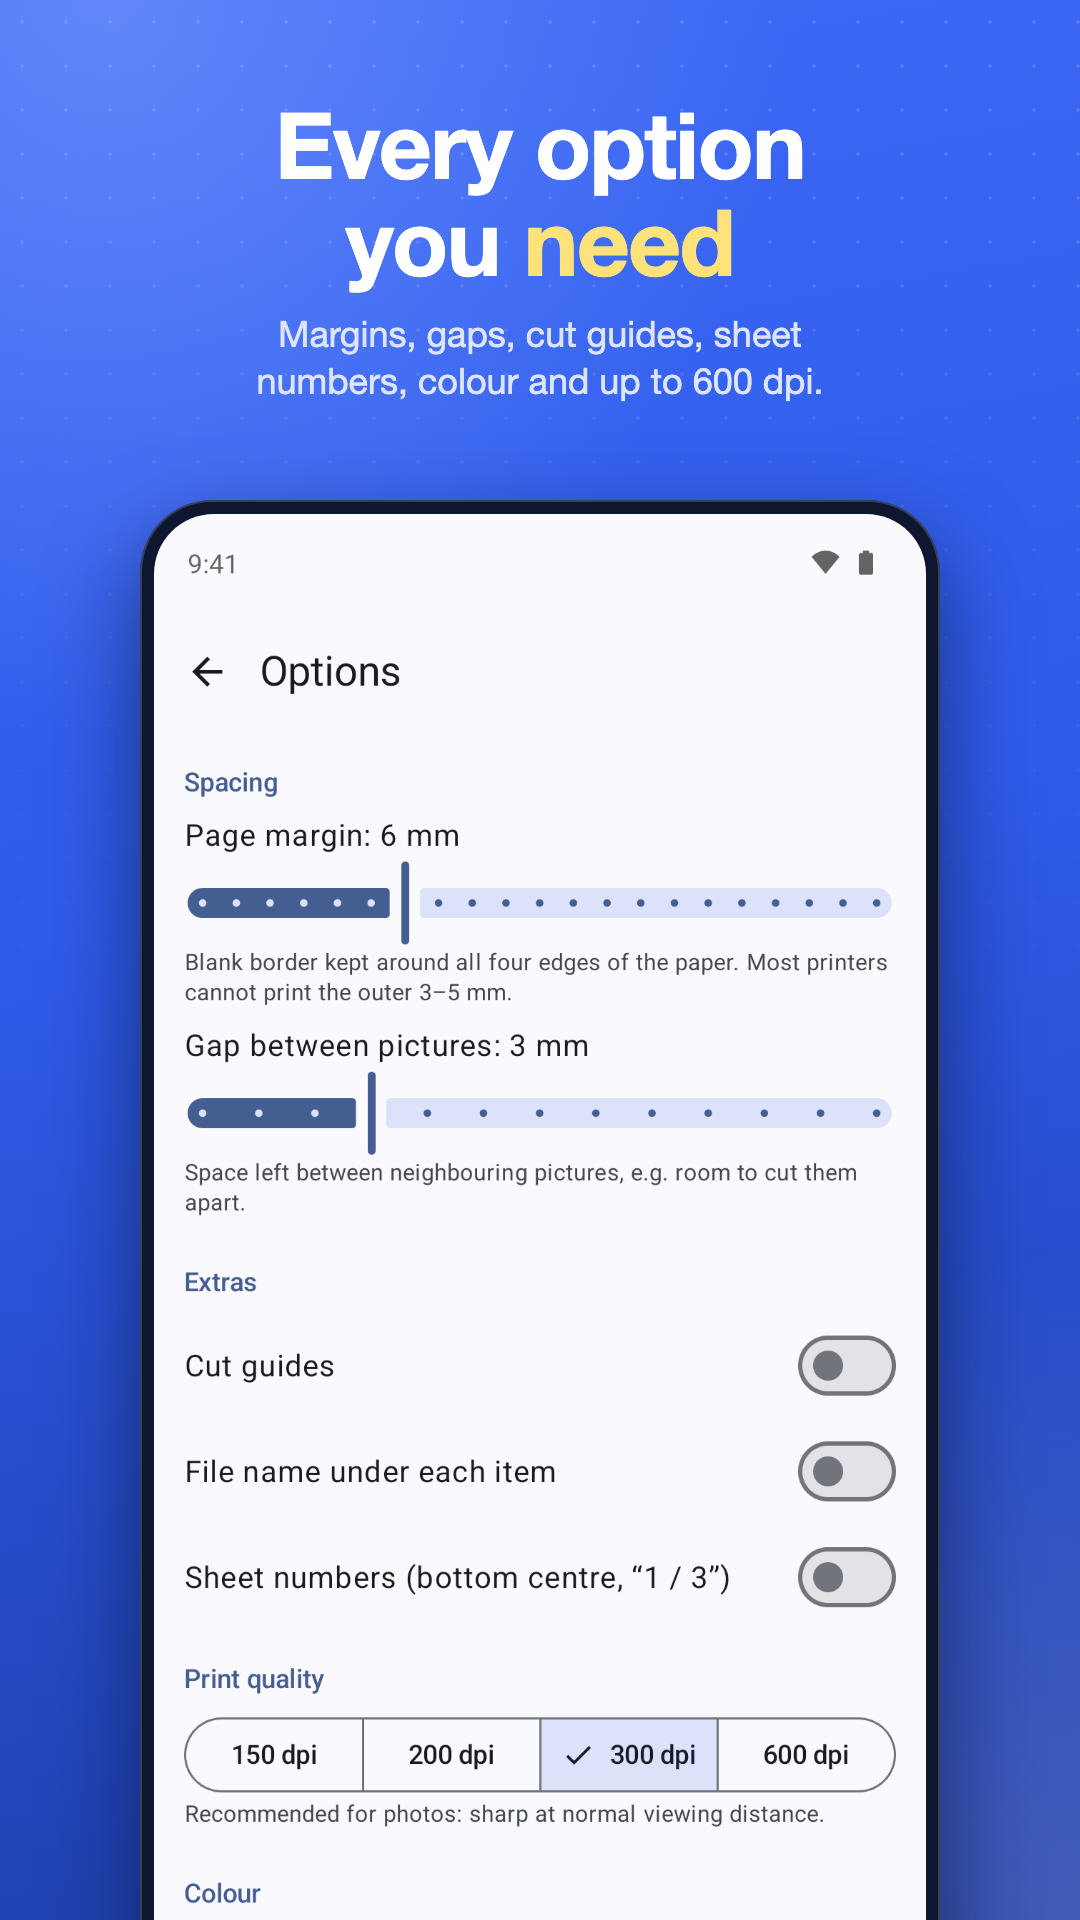 Every option
you need
Margins, gaps, cut guides, sheet
numbers, colour and up to 600 dpi.
9:41
Options
Spacing
Page margin: 6 mm
Blank border kept around all four edges of the paper. Most printers
cannot print the outer 3–5 mm.
Gap between pictures: 3 mm
Space left between neighbouring pictures, e.g. room to cut them
apart.
Extras
Cut guides
File name under each item
Sheet numbers (bottom centre, “1 / 3”)
Print quality
150 dpi
200 dpi
300 dpi
600 dpi
Recommended for photos: sharp at normal viewing distance.
Colour